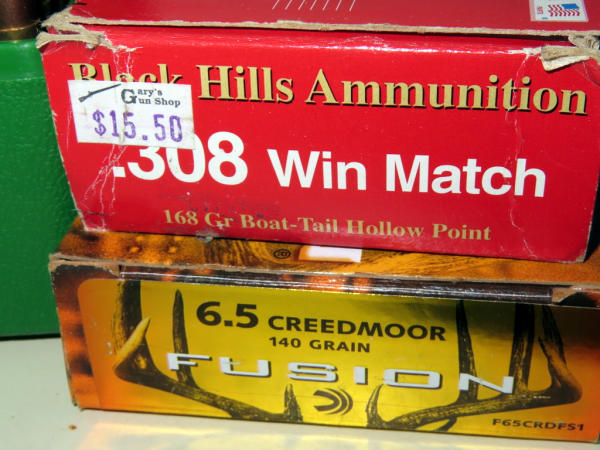 Black Hills Ammunition
Gary's
Gun Shop
$15.50
.308 Win Match
168 Gr Boat-Tail Hollow Point
®
6.5 CREEDMOOR
140 GRAIN
FUSION
F65CRDFS1